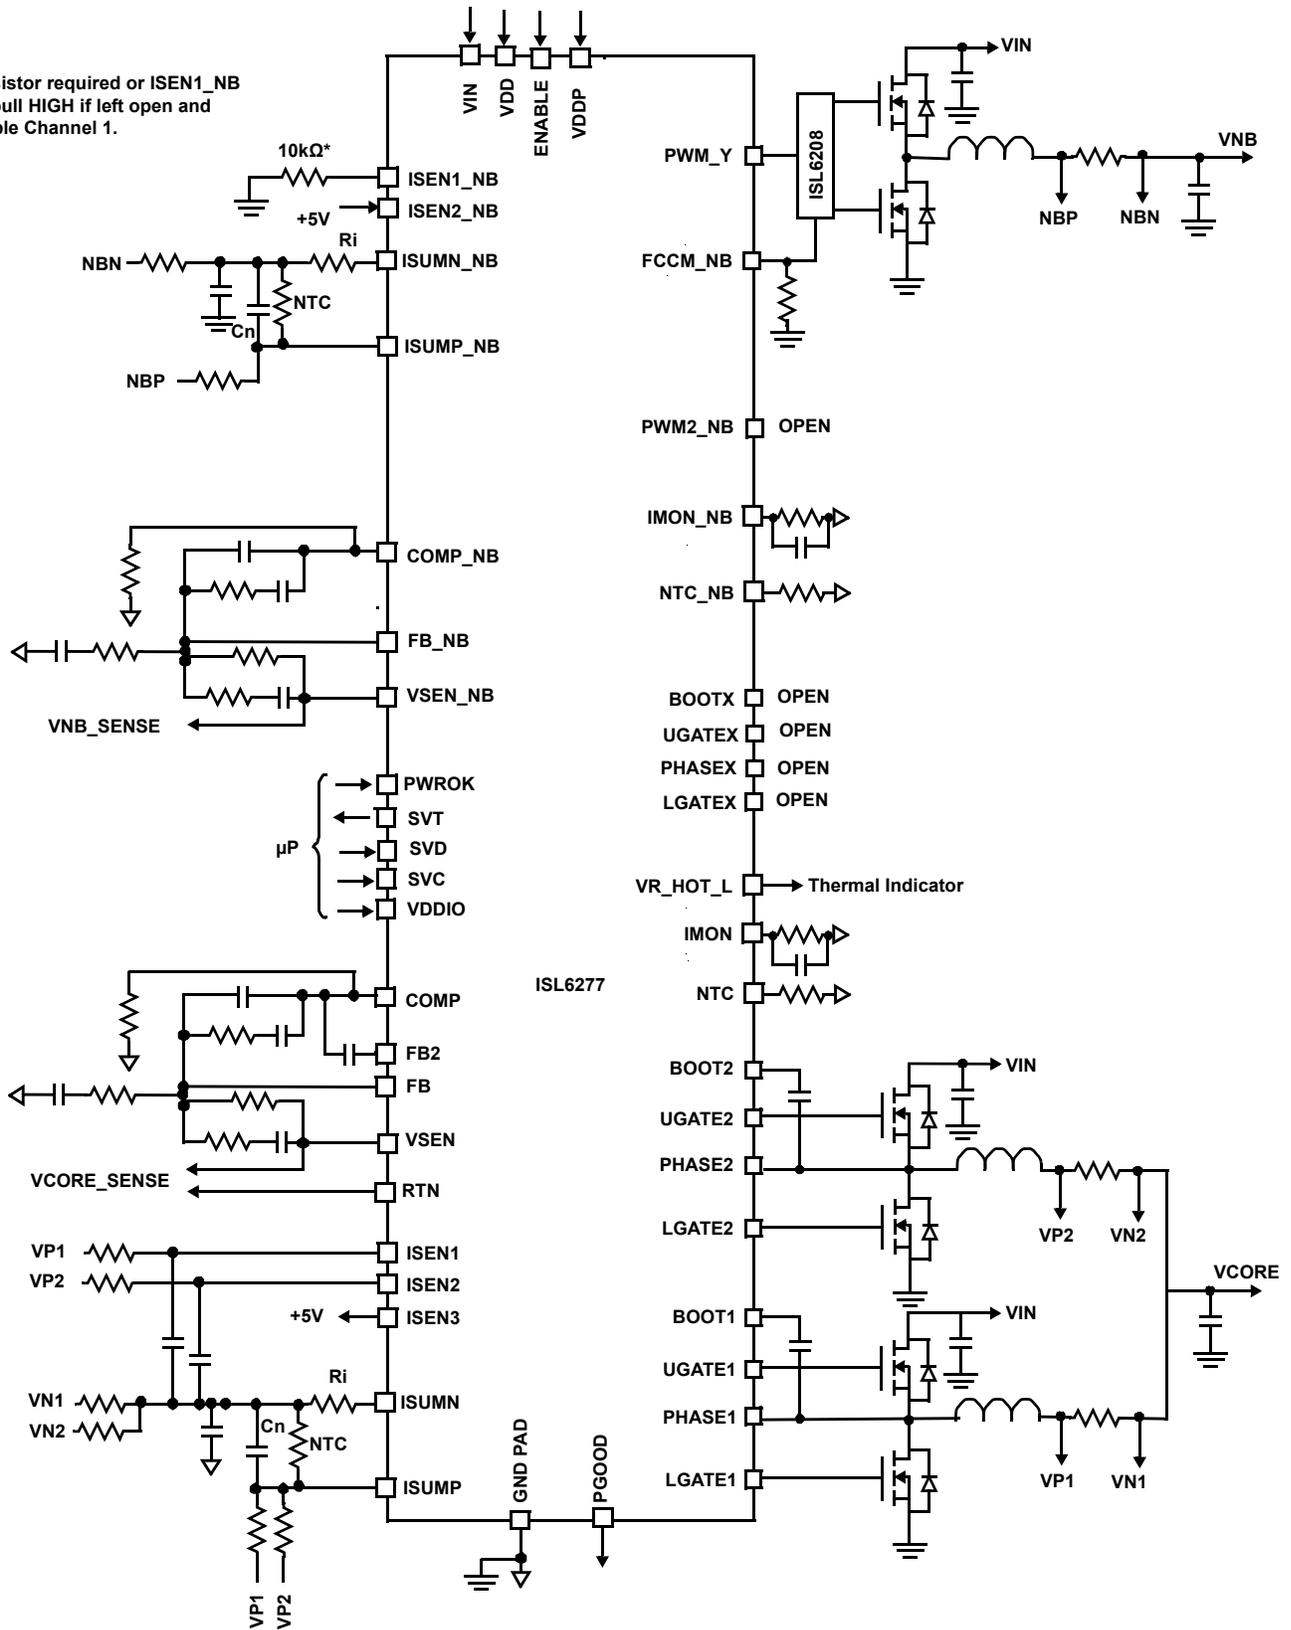 istor required or ISEN1_NB
pull HIGH if left open and
ple Channel 1.
VIN
VDD
ENABLE
VDDP
10kΩ*
ISEN1_NB
+5V
ISEN2_NB
Ri
NBN
ISUMN_NB
NTC
Cn
ISUMP_NB
NBP
COMP_NB
FB_NB
VSEN_NB
VNB_SENSE
PWROK
SVT
µP
SVD
SVC
VDDIO
COMP
FB2
FB
VSEN
VCORE_SENSE
RTN
VP1
ISEN1
VP2
ISEN2
+5V
ISEN3
Ri
VN1
ISUMN
VN2
Cn
NTC
ISUMP
VP1
VP2
ISL6277
GND PAD
PGOOD
PWM_Y
ISL6208
VIN
VNB
NBP
NBN
FCCM_NB
PWM2_NB
OPEN
IMON_NB
NTC_NB
BOOTX
OPEN
UGATEX
OPEN
PHASEX
OPEN
LGATEX
OPEN
VR_HOT_L
Thermal Indicator
IMON
NTC
BOOT2
VIN
UGATE2
PHASE2
LGATE2
VP2
VN2
VCORE
BOOT1
VIN
UGATE1
PHASE1
LGATE1
VP1
VN1